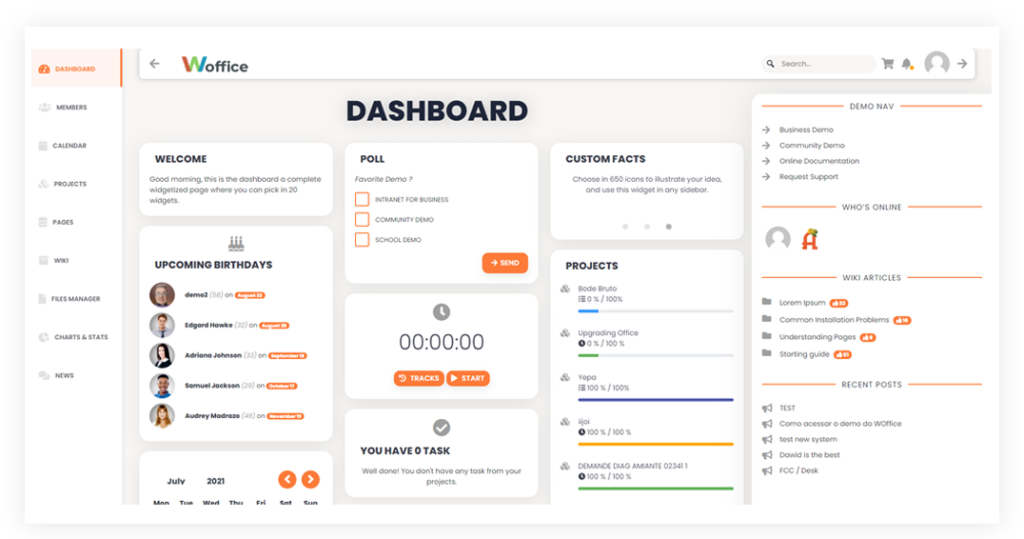 DASHBOARD
MEMBERS
CALENDAR
PROJECTS
PAGES
WIKI
FILES MANAGER
CHARTS & STATS
NEWS
Woffice
Search...
DASHBOARD
WELCOME
Good morning, this is the dashboard a complete
widgetized page where you can pick in 20
widgets.
UPCOMING BIRTHDAYS
demo2 (58) on August 23
Edgard Hawke (32) on August 28
Adriana Johnson (33) on September 16
Samuel Jackson (29) on October 17
Audrey Madrazo (49) on November 15
July 2021
Mon Tue Wed Thu Fri Sat Sun
POLL
Favorite Demo ?
INTRANET FOR BUSINESS
COMMUNITY DEMO
SCHOOL DEMO
SEND
00:00:00
TRACKS START
YOU HAVE 0 TASK
Well done! You don't have any task from your
projects.
CUSTOM FACTS
Choose in 650 icons to illustrate your idea,
and use this widget in any sidebar.
PROJECTS
Bode Bruto
0 % / 100%
Upgrading Office
0 % / 100 %
Yepa
100 % / 100%
iijoi
100 % / 100 %
DEMANDE DIAG AMIANTE 02341 1
100 % / 100 %
DEMO NAV
Business Demo
Community Demo
Online Documentation
Request Support
WHO'S ONLINE
WIKI ARTICLES
Lorem Ipsum
Common Installation Problems
Understanding Pages
Starting guide
RECENT POSTS
TEST
Como acessar o demo do WOffice
test new system
Dawid is the best
FCC / Desk